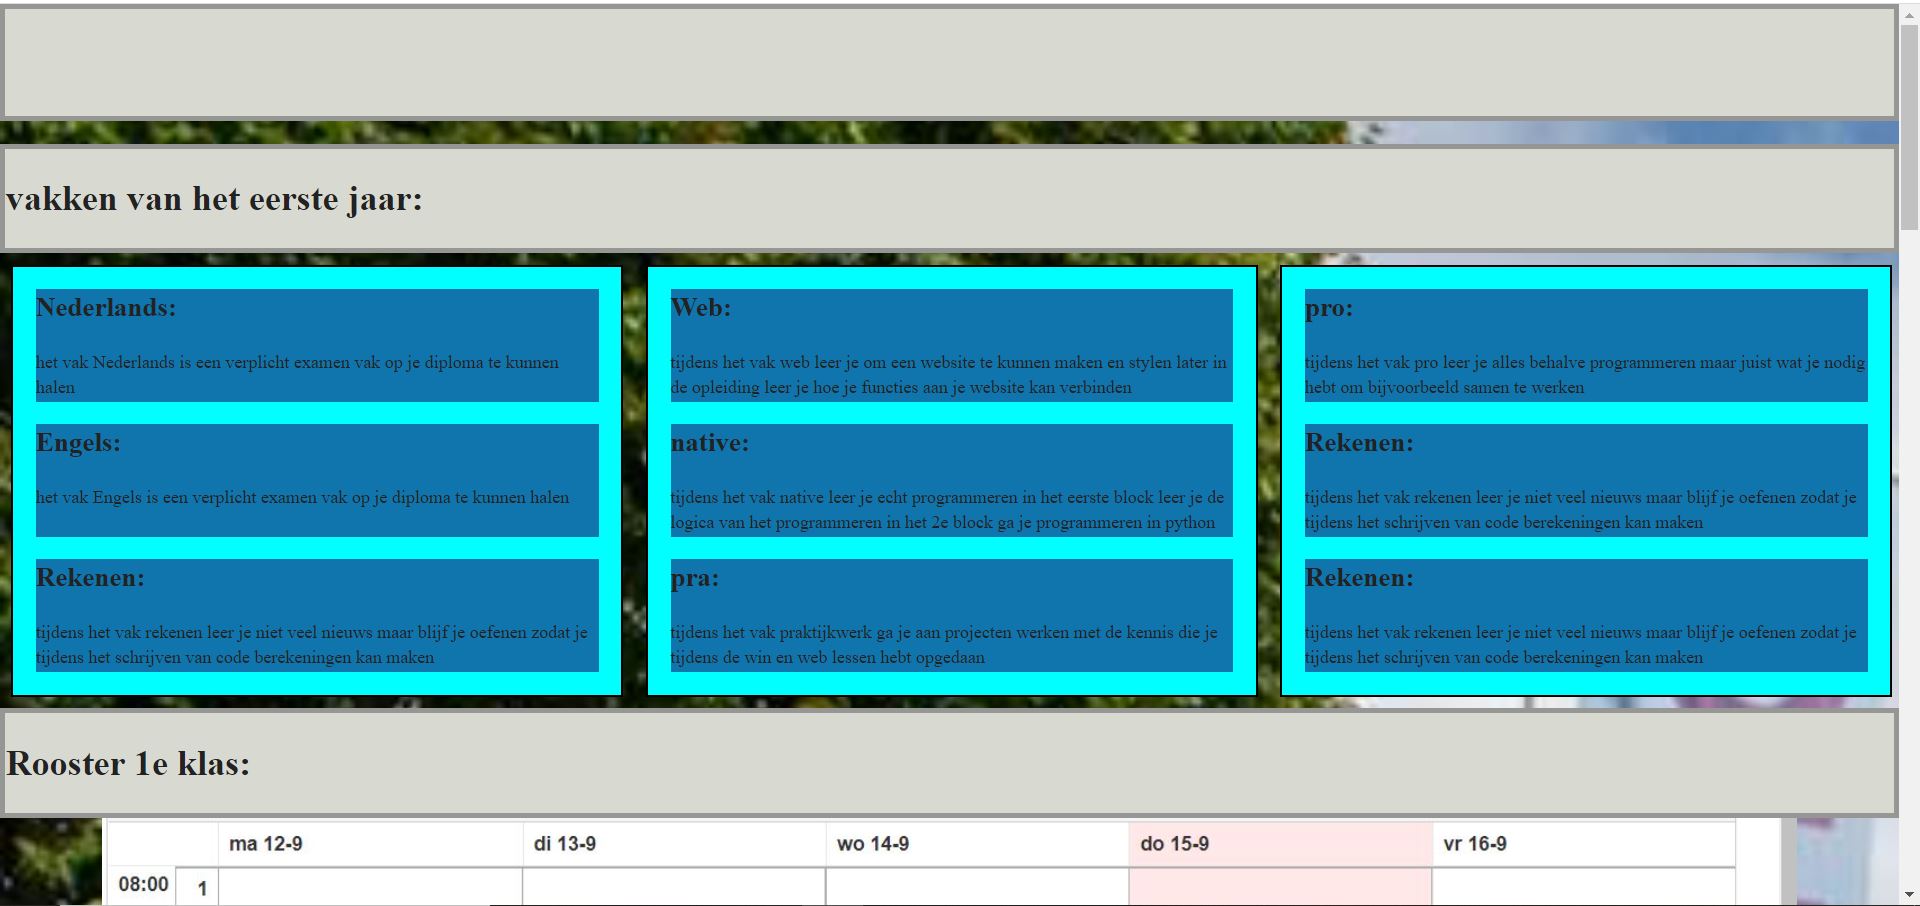 vakken van het eerste jaar:
Nederlands:
het vak Nederlands is een verplicht examen vak op je diploma te kunnen
halen
Engels:
het vak Engels is een verplicht examen vak op je diploma te kunnen halen
Rekenen:
tijdens het vak rekenen leer je niet veel nieuws maar blijf je oefenen zodat je
tijdens het schrijven van code berekeningen kan maken
Web:
tijdens het vak web leer je om een website te kunnen maken en stylen later in
de opleiding leer je hoe je functies aan je website kan verbinden
native:
tijdens het vak native leer je echt programmeren in het eerste block leer je de
logica van het programmeren in het 2e block ga je programmeren in python
pra:
tijdens het vak praktijkwerk ga je aan projecten werken met de kennis die je
tijdens de win en web lessen hebt opgedaan
pro:
tijdens het vak pro leer je alles behalve programmeren maar juist wat je nodig
hebt om bijvoorbeeld samen te werken
Rekenen:
tijdens het vak rekenen leer je niet veel nieuws maar blijf je oefenen zodat je
tijdens het schrijven van code berekeningen kan maken
Rekenen:
tijdens het vak rekenen leer je niet veel nieuws maar blijf je oefenen zodat je
tijdens het schrijven van code berekeningen kan maken
Rooster 1e klas:
ma 12-9 di 13-9 wo 14-9 do 15-9 vr 16-9
08:00 1